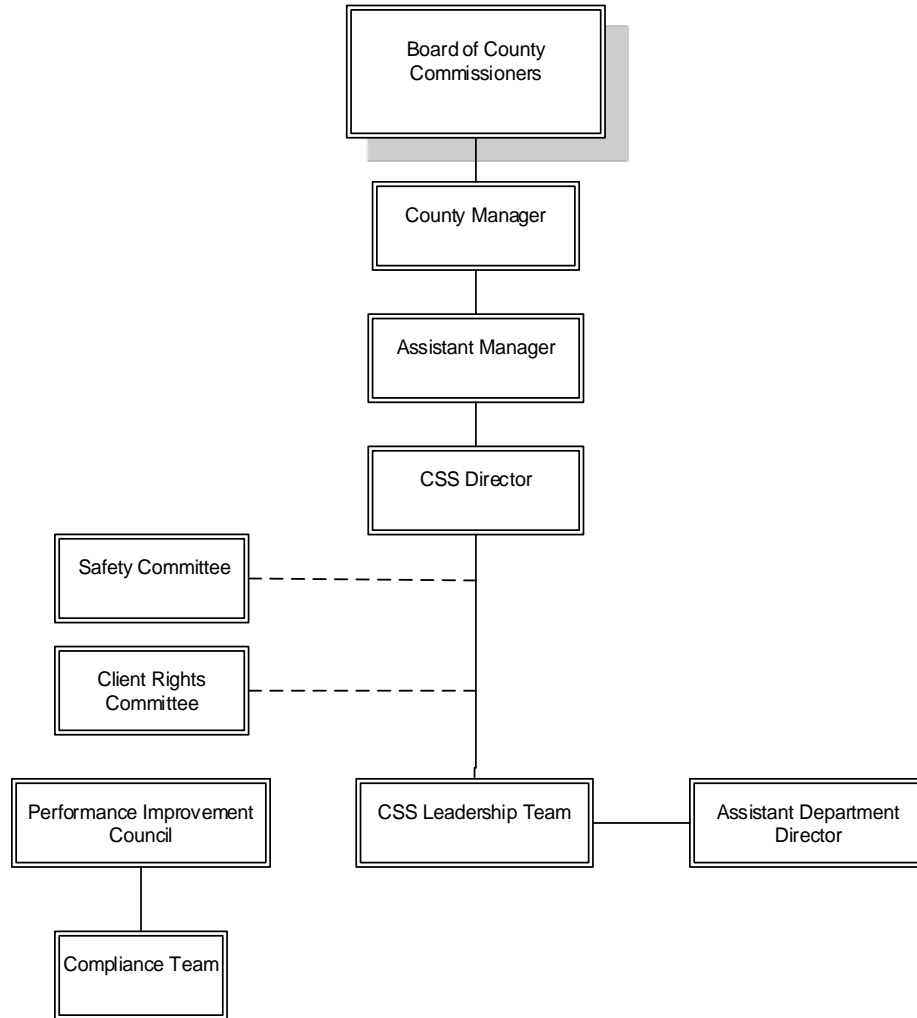 Board of County
Commissioners
County Manager
Assistant Manager
CSS Director
Safety Committee
Client Rights
Committee
Performance Improvement
Council
CSS Leadership Team
Assistant Department
Director
Compliance Team